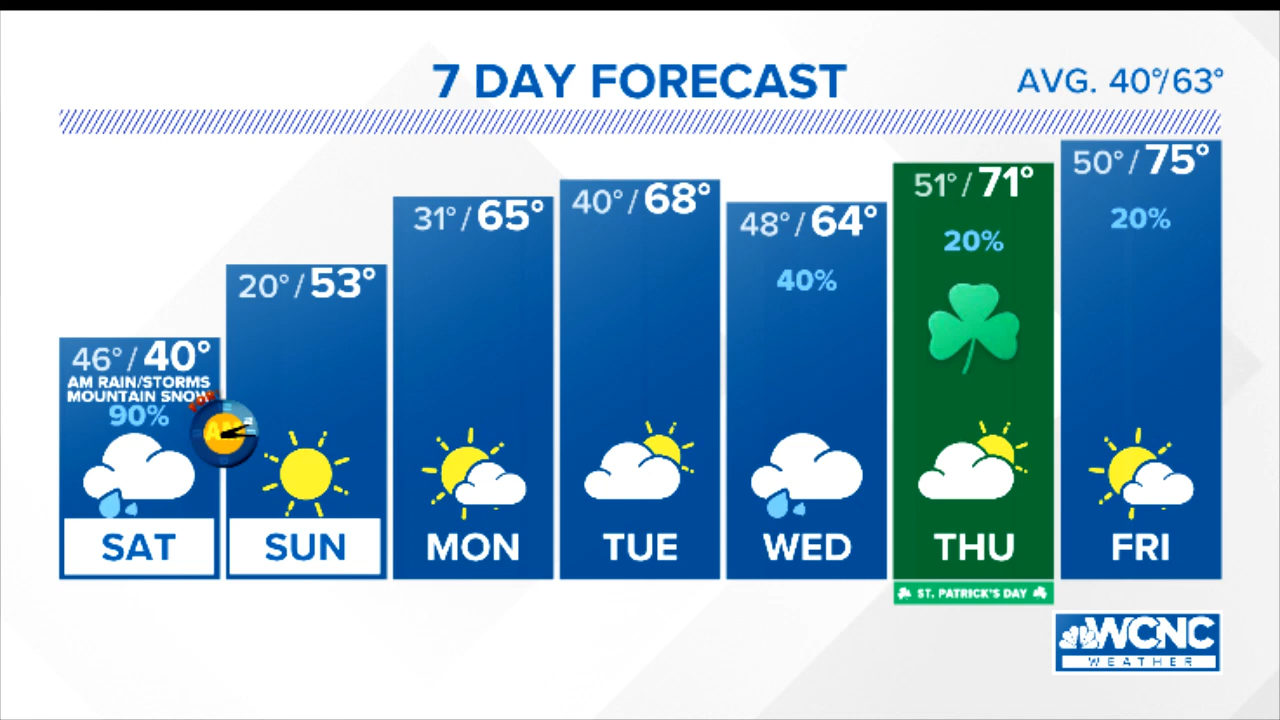 7 DAY FORECAST
AVG. 40°/63°
46°/40°
AM RAIN/STORMS
MOUNTAIN SNOW
90%
SAT
20°/53°
SUN
31°/65°
MON
40°/68°
TUE
48°/64°
40%
WED
51°/71°
20%
THU
ST. PATRICK'S DAY
50°/75°
20%
FRI
WCNC
WEATHER